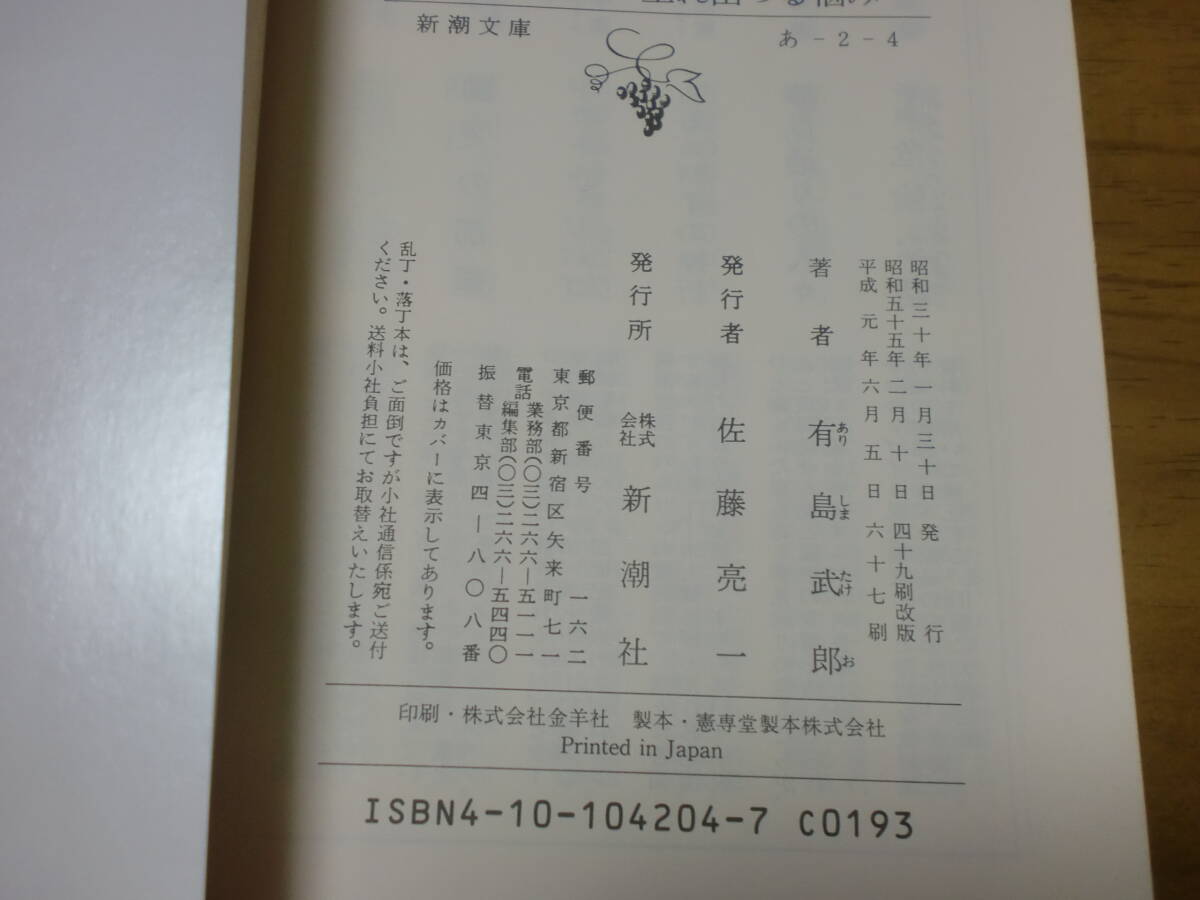 新潮文庫
あ-2-4
昭和三十年一月三十日発行
昭和五十五年二月十日四十九刷改版
平成元年六月五日六十七刷
著者 有島武郎
あり しま たけ お
発行者 佐藤亮一
発行所 株式会社 新潮社
郵便番号 一六二
東京都新宿区矢来町七一
電話 業務部(〇三)二六六―五一一一
編集部(〇三)二六六―五四四〇
振替東京四―八〇八番
価格はカバーに表示してあります。
乱丁・落丁本は、ご面倒ですが小社通信係宛ご送付
ください。送料小社負担にてお取替えいたします。
印刷・株式会社金羊社 製本・憲専堂製本株式会社
Printed in Japan
ISBN4-10-104204-7 C0193